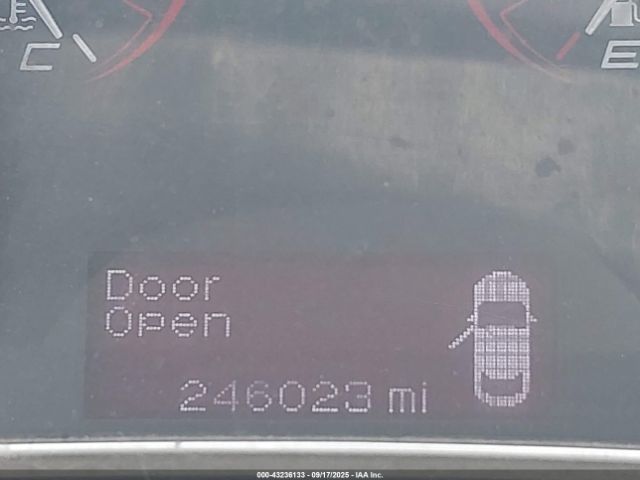 C
E
Door
Open
246023 mi
000-43236133 - 09/17/2025 - IAA Inc.